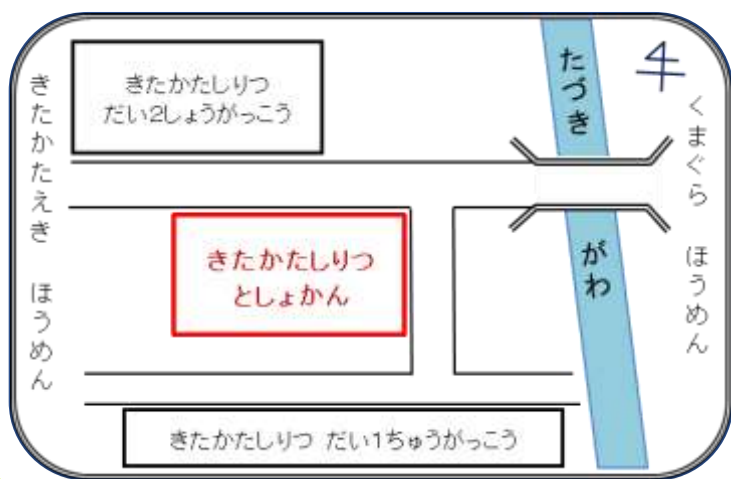 きたかたえき ほうめん
きたかたしりつ
だい2しょうがっこう
たづき
がわ
くまぐら ほうめん
きたかたしりつ
としょかん
きたかたしりつ だい1ちゅうがっこう